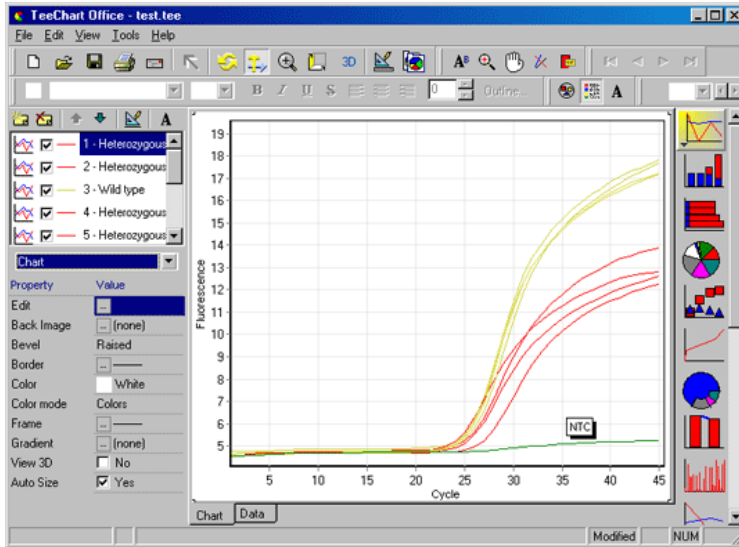 TeeChart Office - test.tee
File Edit View Tools Help
3D
A B
B I U S 0 Outline...
A
A
1 - Heterozygous
2 - Heterozygous
3 - Wild type
4 - Heterozygous
5 - Heterozygous
Chart
Property Value
Edit ...
Back Image ... (none)
Bevel Raised
Border ...
Color White
Color mode Colors
Frame ...
Gradient ... (none)
View 3D No
Auto Size Yes
Fluorescence
19
18
17
16
15
14
13
12
11
10
9
8
7
6
5
NTC
5 10 15 20 25 30 35 40 45
Cycle
Chart Data
Modified NUM